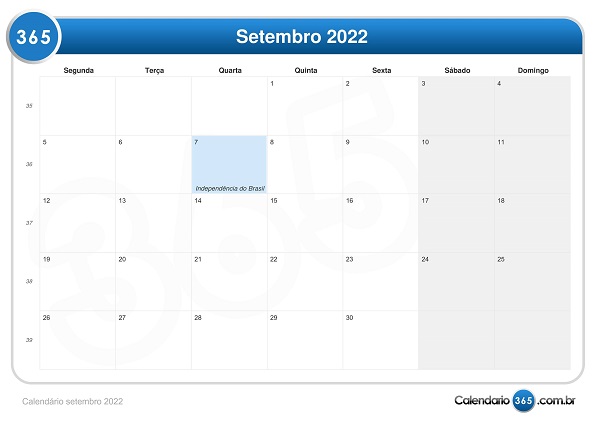 365
Setembro 2022
Segunda Terça Quarta Quinta Sexta Sábado Domingo
35 1 2 3 4
36 5 6 7 8 9 10 11
Independência do Brasil
37 12 13 14 15 16 17 18
38 19 20 21 22 23 24 25
39 26 27 28 29 30
365
Calendário setembro 2022
Calendario 365 .com.br